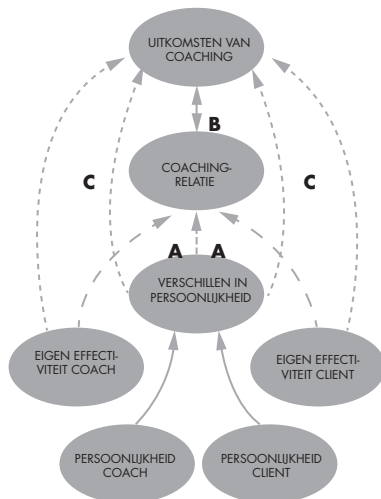 UITKOMSTEN VAN
COACHING
B
COACHING-
RELATIE
C
C
A
A
VERSCHILLEN IN
PERSOONLIJKHEID
EIGEN EFFECTI-
VITEIT COACH
EIGEN EFFECTI-
VITEIT CLIENT
PERSOONLIJKHEID
COACH
PERSOONLIJKHEID
CLIENT